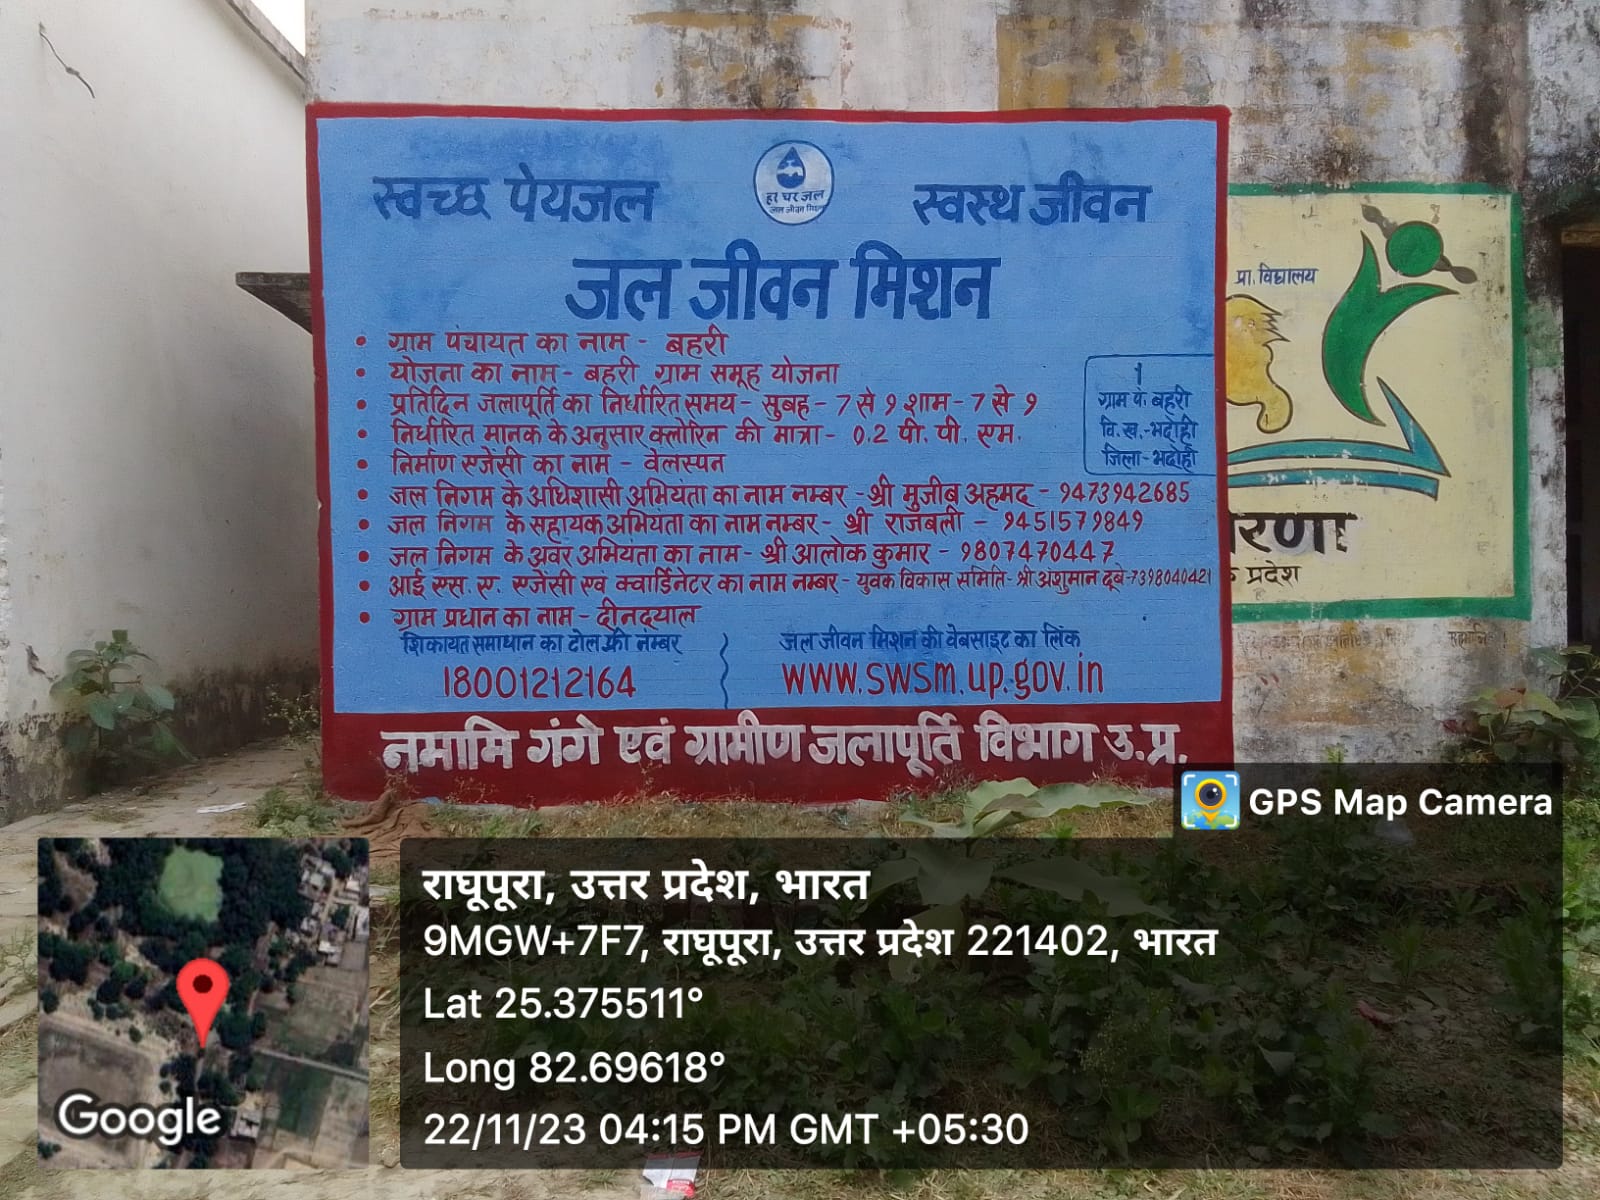 स्वच्छ पेयजल
हर घर जल
जल जीवन मिशन
स्वस्थ जीवन
जल जीवन मिशन
• ग्राम पंचायत का नाम - बहरी
• योजना का नाम - बहरी ग्राम समूह योजना
• प्रतिदिन जलापूर्ति का निर्धारित समय - सुबह - 7 से 9 शाम - 7 से 9
• निर्धारित मानक के अनुसार क्लोरिन की मात्रा - 0.2 पी. पी. एम.
• निर्माण एजेंसी का नाम - वेलस्पन
• जल निगम के अधिशासी अभियंता का नाम नम्बर - श्री मुजीब अहमद - 9473942685
• जल निगम के सहायक अभियंता का नाम नम्बर - श्री राजबली - 9451579849
• जल निगम के अवर अभियंता का नाम - श्री आलोक कुमार - 9807470447
• आई एस. ए. एजेंसी एवं क्वार्डिनेटर का नाम नम्बर - युवक विकास समिति - श्री अशुमान दूबे - 7398040421
• ग्राम प्रधान का नाम - दीनदयाल
1
ग्राम पं. बहरी
वि. ख. - भदोही
जिला - भदोही
शिकायत समाधान का टोल फ्री नम्बर
18001212164
जल जीवन मिशन की वेबसाइट का लिंक
www.swsm.up.gov.in
नमामि गंगे एवं ग्रामीण जलापूर्ति विभाग उ.प्र.
प्रा. विद्यालय
रणा
प्रदेश
GPS Map Camera
राघूपूरा, उत्तर प्रदेश, भारत
9MGW+7F7, राघूपूरा, उत्तर प्रदेश 221402, भारत
Lat 25.375511°
Long 82.69618°
22/11/23 04:15 PM GMT +05:30
Google